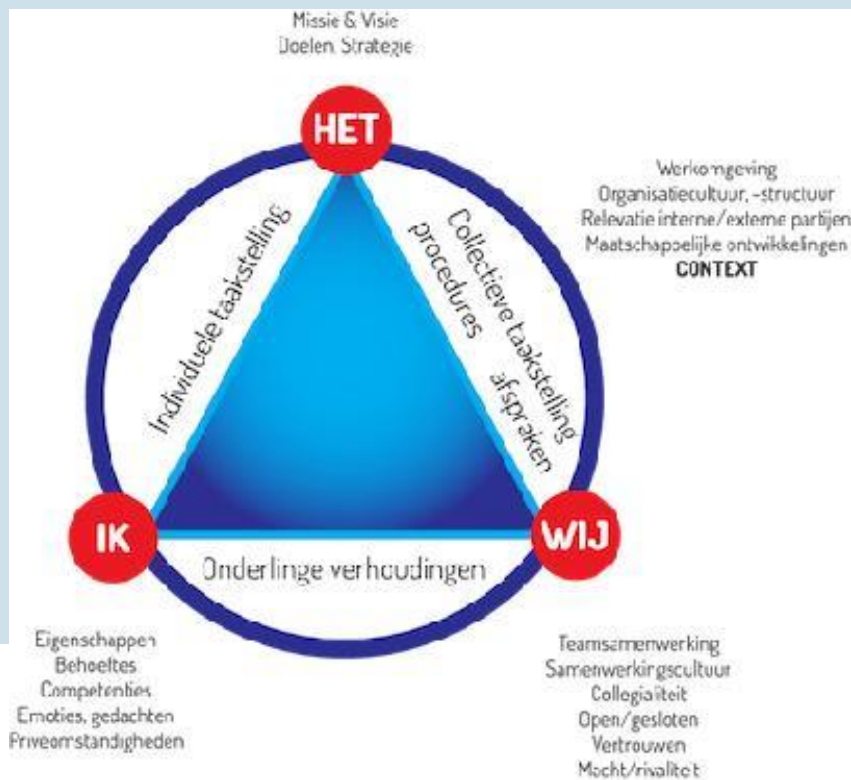 Missie & Visie
Doelen, Strategie
HET
Werkomgeving
Organisatiecultuur, -structuur
Relevatie interne/externe partijen
Maatschappelijke ontwikkelingen
CONTEXT
Individuele taakstelling
Collectieve taakstelling
procedures
afspraken
IK
WIJ
Onderlinge verhoudingen
Eigenschappen
Behoeftes
Competenties
Emoties, gedachten
Priveomstandigheden
Teamsamenwerking
Samenwerkingscultuur
Collegialiteit
Open/gesloten
Vertrouwen
Macht/rivaliteit